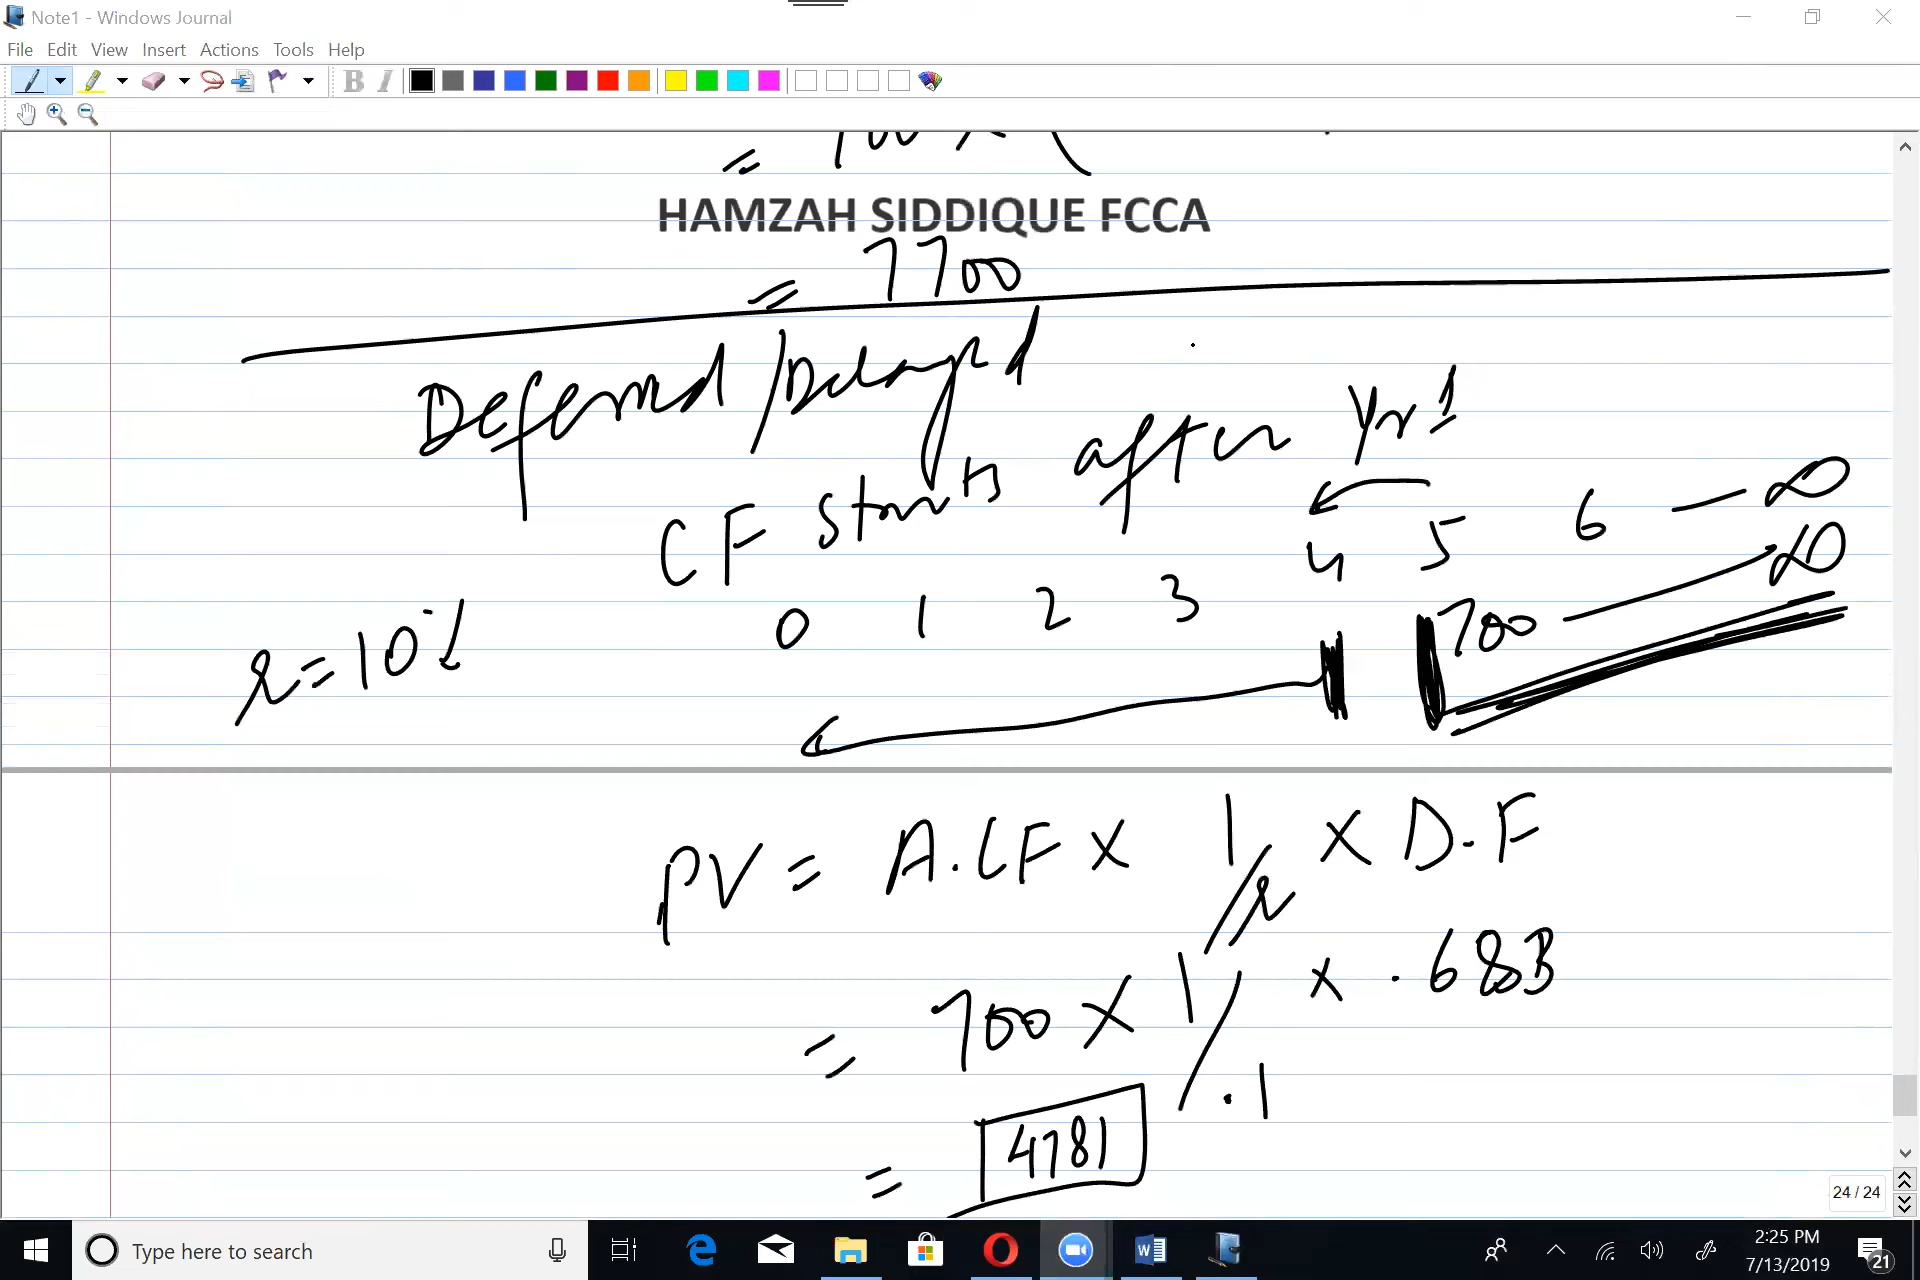 Note1 - Windows Journal
File Edit View Insert Actions Tools Help
B I
HAMZAH SIDDIQUE FCCA
= 7700
Deferred/Delayed
CF starts after Yr 1
0 1 2 3 4 5 6 — ∞
700 ∞
r = 10%
PV = A.CF x 1/r x D.F
= 700 x 1/.1 x .683
= 4781
24 / 24
Type here to search
2:25 PM
7/13/2019
21